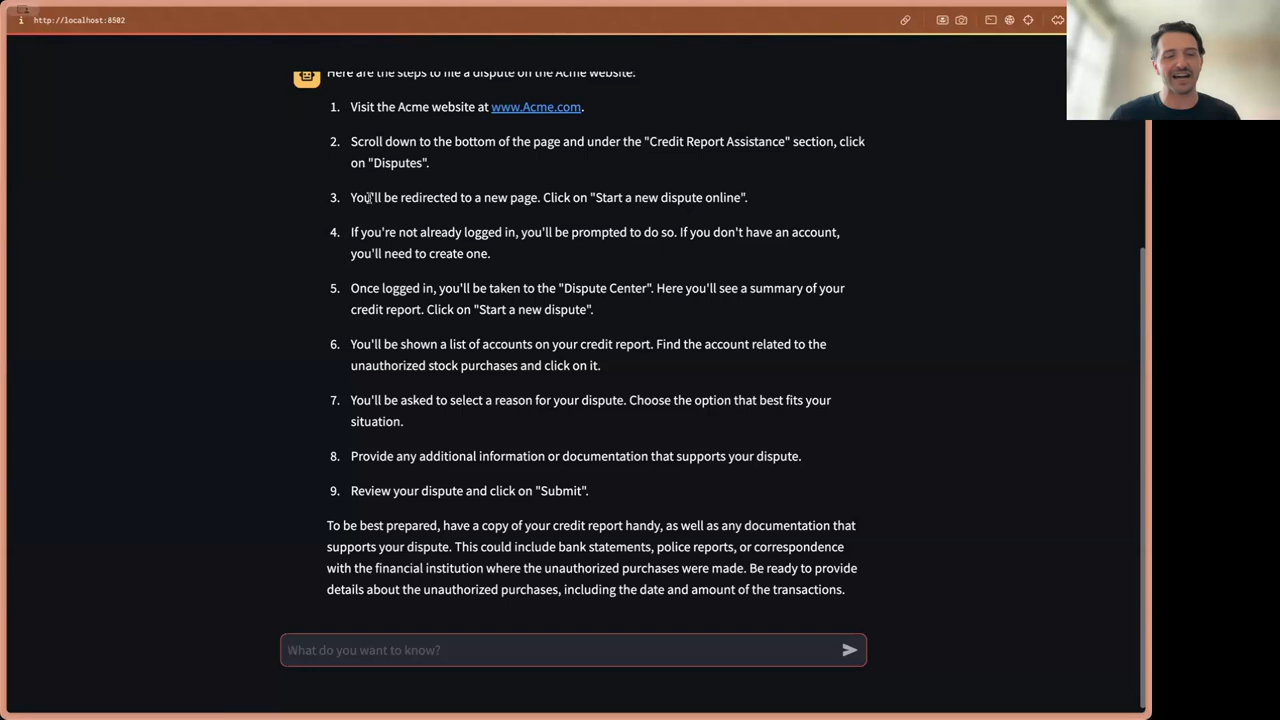 http://localhost:8502
Here are the steps to file a dispute on the Acme website:
1. Visit the Acme website at www.Acme.com.
2. Scroll down to the bottom of the page and under the "Credit Report Assistance" section, click
on "Disputes".
3. You'll be redirected to a new page. Click on "Start a new dispute online".
4. If you're not already logged in, you'll be prompted to do so. If you don't have an account,
you'll need to create one.
5. Once logged in, you'll be taken to the "Dispute Center". Here you'll see a summary of your
credit report. Click on "Start a new dispute".
6. You'll be shown a list of accounts on your credit report. Find the account related to the
unauthorized stock purchases and click on it.
7. You'll be asked to select a reason for your dispute. Choose the option that best fits your
situation.
8. Provide any additional information or documentation that supports your dispute.
9. Review your dispute and click on "Submit".
To be best prepared, have a copy of your credit report handy, as well as any documentation that
supports your dispute. This could include bank statements, police reports, or correspondence
with the financial institution where the unauthorized purchases were made. Be ready to provide
details about the unauthorized purchases, including the date and amount of the transactions.
What do you want to know?